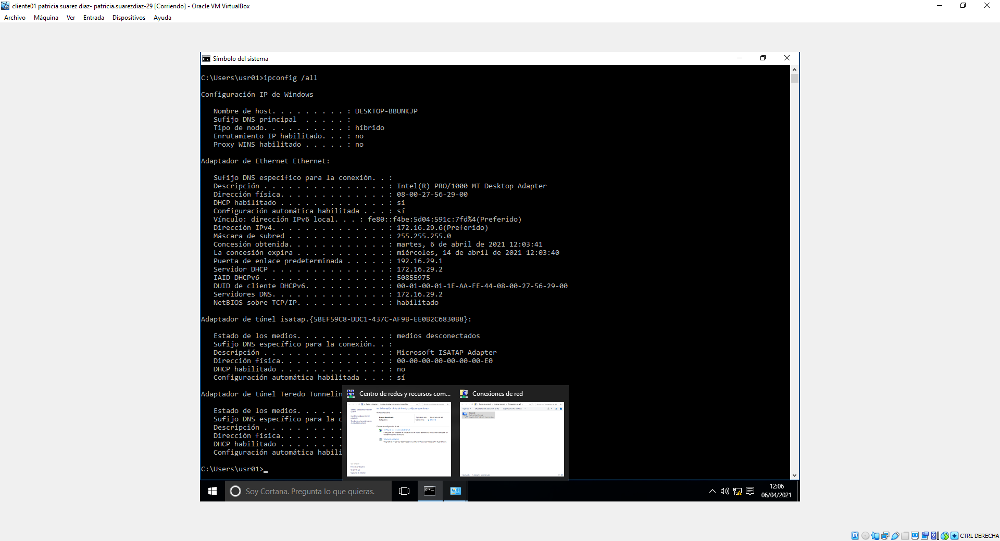 cliente01 patricia suarez diaz- patricia.suarezdiaz-29 [Corriendo] - Oracle VM VirtualBox
Archivo Máquina Ver Entrada Dispositivos Ayuda
Símbolo del sistema
C:\Users\usr01>ipconfig /all
Configuración IP de Windows
Nombre de host. . . . . . . . . : DESKTOP-BBUNKJP
Sufijo DNS principal  . . . . . :
Tipo de nodo. . . . . . . . . . : híbrido
Enrutamiento IP habilitado. . . : no
Proxy WINS habilitado . . . . . : no
Adaptador de Ethernet Ethernet:
Sufijo DNS específico para la conexión. . :
Descripción . . . . . . . . . . . . . . . : Intel(R) PRO/1000 MT Desktop Adapter
Dirección física. . . . . . . . . . . . . : 08-00-27-56-29-00
DHCP habilitado . . . . . . . . . . . . . : sí
Configuración automática habilitada . . . : sí
Vínculo: dirección IPv6 local. . . : fe80::f4be:5d04:591c:7fd%4(Preferido)
Dirección IPv4. . . . . . . . . . . . . . : 172.16.29.6(Preferido)
Máscara de subred . . . . . . . . . . . . : 255.255.255.0
Concesión obtenida. . . . . . . . . . . . : martes, 6 de abril de 2021 12:03:41
La concesión expira . . . . . . . . . . . : miércoles, 14 de abril de 2021 12:03:40
Puerta de enlace predeterminada . . . . . : 192.16.29.1
Servidor DHCP . . . . . . . . . . . . . . : 172.16.29.2
IAID DHCPv6 . . . . . . . . . . . . . . . : 50855975
DUID de cliente DHCPv6. . . . . . . . . . : 00-01-00-01-1E-AA-FE-44-08-00-27-56-29-00
Servidores DNS. . . . . . . . . . . . . . : 172.16.29.2
NetBIOS sobre TCP/IP. . . . . . . . . . . : habilitado
Adaptador de túnel isatap.{5BEF59C8-DDC1-437C-AF9B-EE0B2C6830B8}:
Estado de los medios. . . . . . . . . . . : medios desconectados
Sufijo DNS específico para la conexión. . :
Descripción . . . . . . . . . . . . . . . : Microsoft ISATAP Adapter
Dirección física. . . . . . . . . . . . . : 00-00-00-00-00-00-00-E0
DHCP habilitado . . . . . . . . . . . . . : no
Configuración automática habilitada . . . : sí
Adaptador de túnel Teredo Tunnelin
Centro de redes y recursos com... Conexiones de red
Estado de los medios. . . . . . .
Sufijo DNS específico para la c
Descripción . . . . . . . . . .
Dirección física. . . . . . . .
DHCP habilitado . . . . . . . .
Configuración automática habili
C:\Users\usr01>_
Soy Cortana. Pregunta lo que quieras.
12:06
06/04/2021
CTRL DERECHA